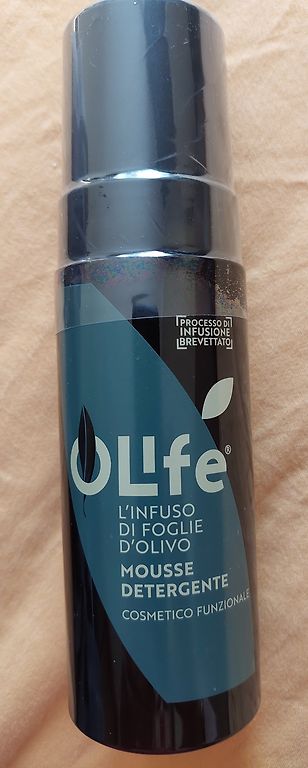 PROCESSO DI
INFUSIONE
BREVETTATO
OLife®
L'INFUSO
DI FOGLIE
D'OLIVO
MOUSSE
DETERGENTE
COSMETICO FUNZIONALE